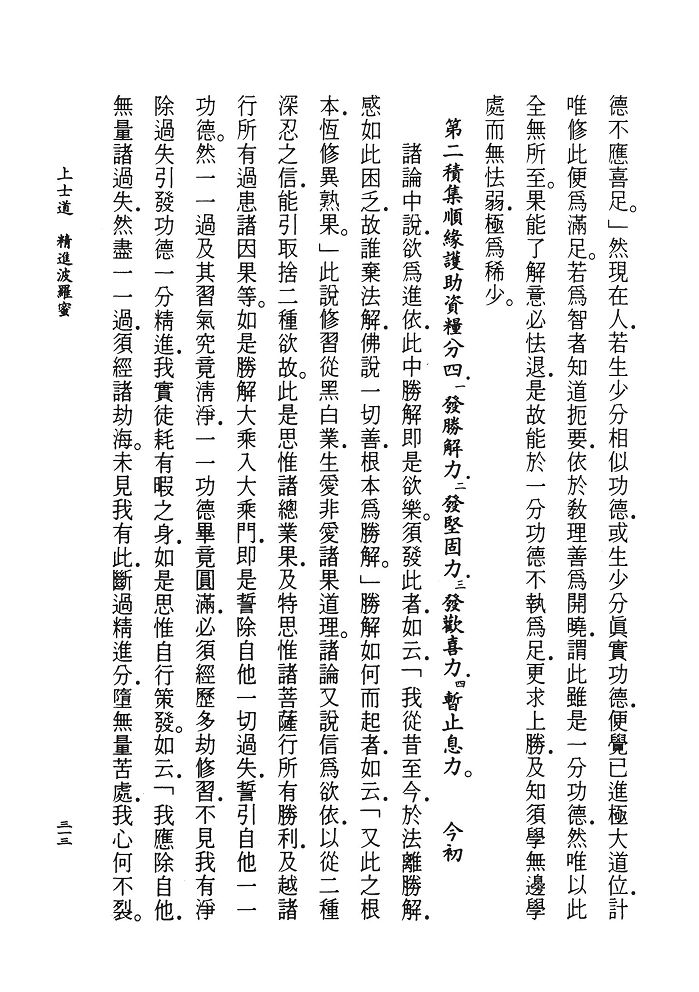 德不應喜足。」然現在人．若生少分相似功德．或生少分眞實功德．便覺已進極大道位．計
唯修此便爲滿足。若爲智者知道扼要．依於教理善爲開曉．謂此雖是一分功德．然唯以此
全無所至。果能了解意必怯退．是故能於一分功德不執爲足．更求上勝．及知須學無邊學
處而無怯弱．極爲稀少。
第二積集順緣護助資糧分四．一發勝解力．二發堅固力．三發歡喜力．四暫止息力。　今初
諸論中說．欲爲進依．此中勝解即是欲樂。須發此者．如云．「我從昔至今．於法離勝解．
感如此困乏．故誰棄法解．佛說一切善．根本爲勝解。」勝解如何而起者．如云．「又此之根
本．恆修異熟果。」此說修習從黑白業．生愛非愛諸果道理。諸論又說信爲欲依．以從二種
深忍之信．能引取捨二種欲故。此是思惟諸總業果．及特思惟諸菩薩行所有勝利．及越諸
行所有過患諸因果等。如是勝解大乘入大乘門．即是誓除自他一切過失．誓引自他一一
功德。然一一過及其習氣究竟清淨．一一功德畢竟圓滿．必須經歷多劫修習．不見我有淨
除過失引發功德一分精進．我實徒耗有暇之身．如是思惟自行策發。如云．「我應除自他．
無量諸過失．然盡一一過．須經諸劫海。未見我有此．斷過精進分．墮無量苦處．我心何不裂。
上士道　精進波羅蜜
三一三